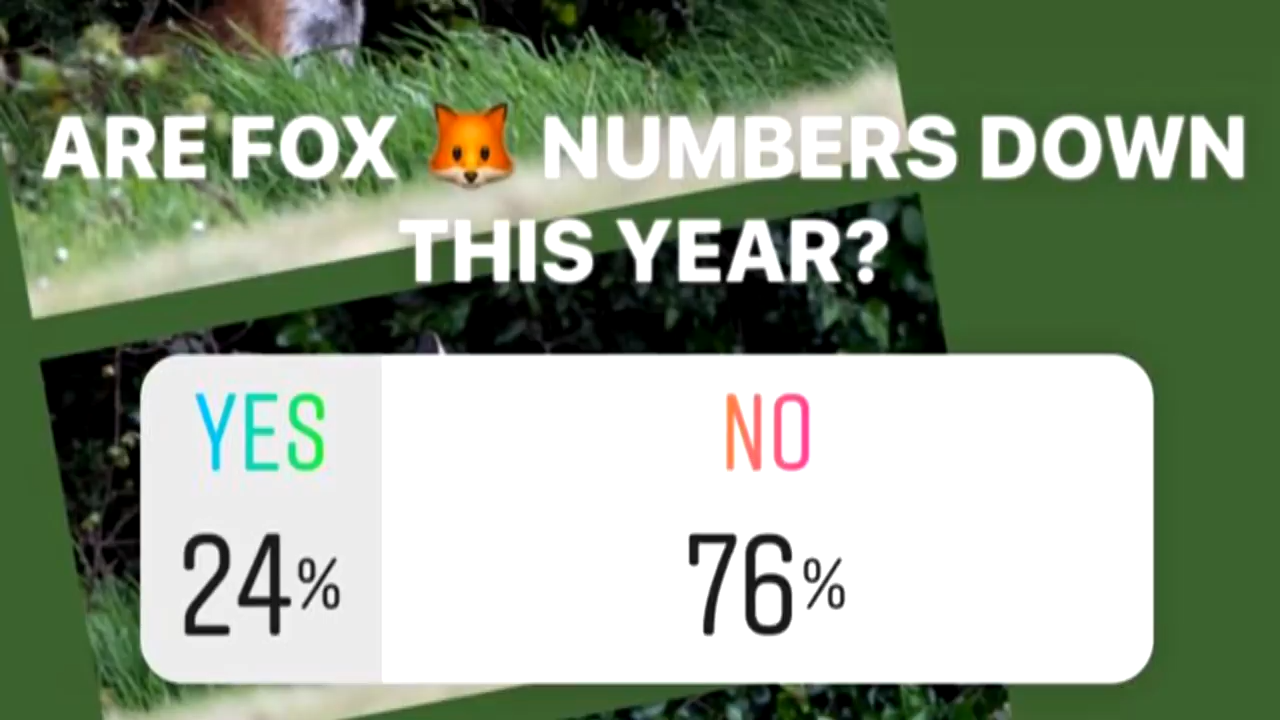 ARE FOX 🦊 NUMBERS DOWN
THIS YEAR?
YES NO
24% 76%